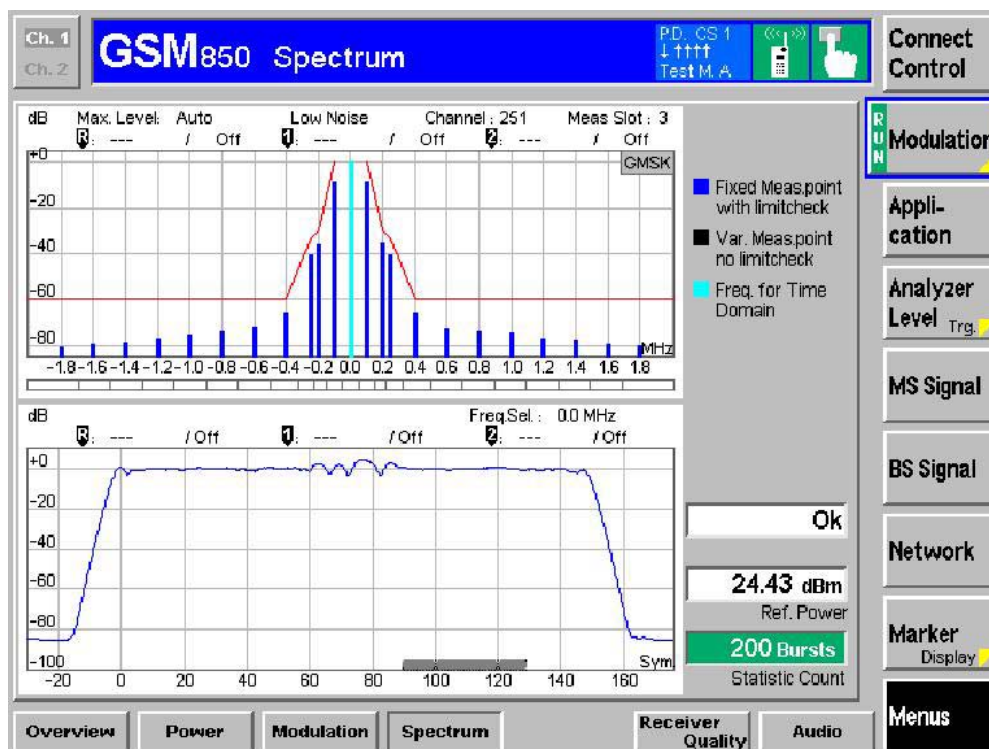 Ch. 1
Ch. 2
GSM850 Spectrum
PD, CS 1
Test M. A
Connect Control
dB Max. Level: Auto Low Noise Channel : 251 Meas Slot : 3
R: --- / Off 1: --- / Off 2: --- / Off
GMSK
+0
-20
-40
-60
-80
MHz
-1.8 -1.6 -1.4 -1.2 -1.0 -0.8 -0.6 -0.4 -0.2 0.0 0.2 0.4 0.6 0.8 1.0 1.2 1.4 1.6 1.8
Fixed Meas.point
with limitcheck
Var. Meas.point
no limitcheck
Freq. for Time
Domain
dB Freq.Sel. : 0.0 MHz
R: --- / Off 1: --- / Off 2: --- / Off
+0
-20
-40
-60
-80
-100
Sym.
-20 0 20 40 60 80 100 120 140 160
Ok
24.43 dBm
Ref. Power
200 Bursts
Statistic Count
RUN
Modulation
Appli-
cation
Analyzer
Level Trg.
MS Signal
BS Signal
Network
Marker
Display
Menus
Overview
Power
Modulation
Spectrum
Receiver
Quality
Audio